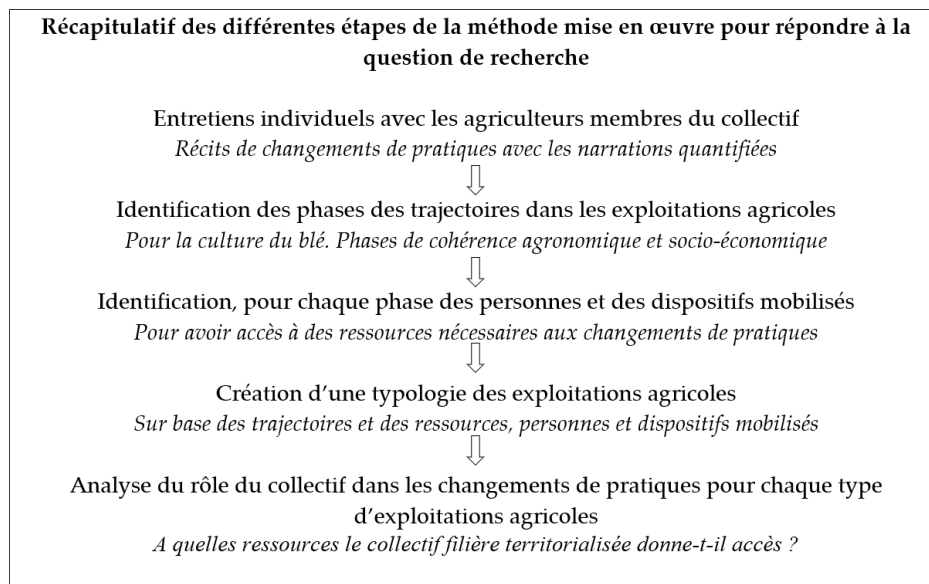 Récapitulatif des différentes étapes de la méthode mise en œuvre pour répondre à la
question de recherche
Entretiens individuels avec les agriculteurs membres du collectif
Récits de changements de pratiques avec les narrations quantifiées
Identification des phases des trajectoires dans les exploitations agricoles
Pour la culture du blé. Phases de cohérence agronomique et socio-économique
Identification, pour chaque phase des personnes et des dispositifs mobilisés
Pour avoir accès à des ressources nécessaires aux changements de pratiques
Création d'une typologie des exploitations agricoles
Sur base des trajectoires et des ressources, personnes et dispositifs mobilisés
Analyse du rôle du collectif dans les changements de pratiques pour chaque type
d'exploitations agricoles
A quelles ressources le collectif filière territorialisée donne-t-il accès ?